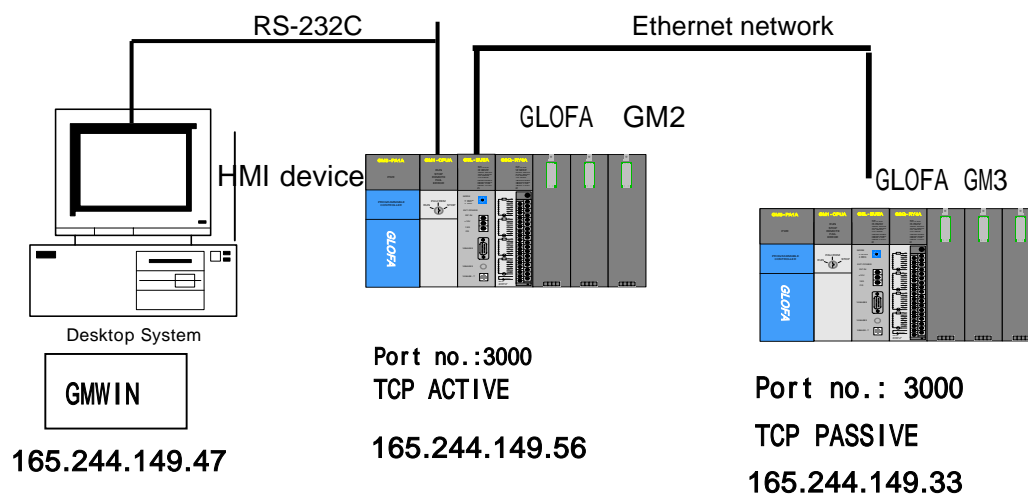 RS-232C
Ethernet network
GLOFA GM2
HMI device
GLOFA GM3
GLOFA
GLOFA
Desktop System
GMWIN
165.244.149.47
Port no.:3000
TCP ACTIVE
165.244.149.56
Port no.: 3000
TCP PASSIVE
165.244.149.33